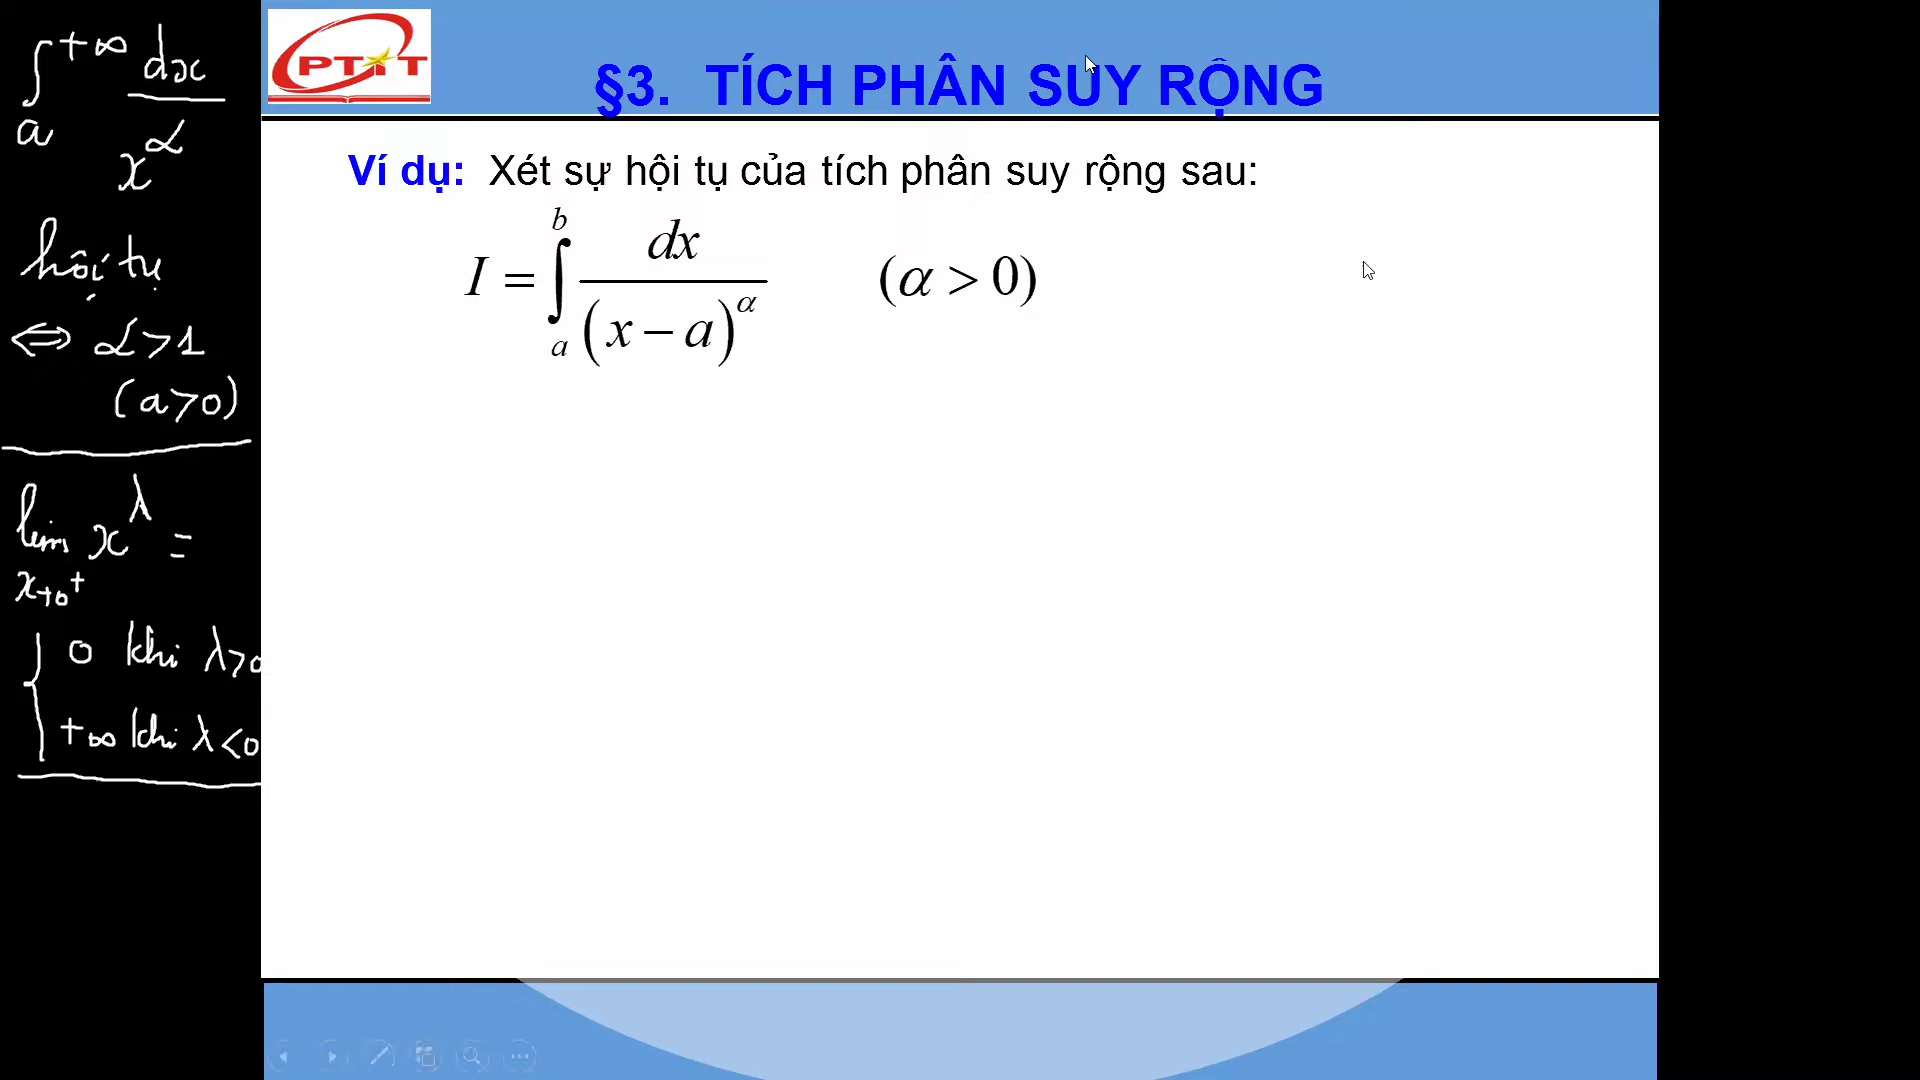 ∫_a^{+∞} dx / x^α
hội tụ
⇔ α>1
(a>0)
lim_{x→0⁺} x^λ =
{ 0 khi λ>0
+∞ khi λ<0
PTIT
§3. TÍCH PHÂN SUY RỘNG
Ví dụ: Xét sự hội tụ của tích phân suy rộng sau:
I = ∫_a^b dx / (x − a)^α (α > 0)